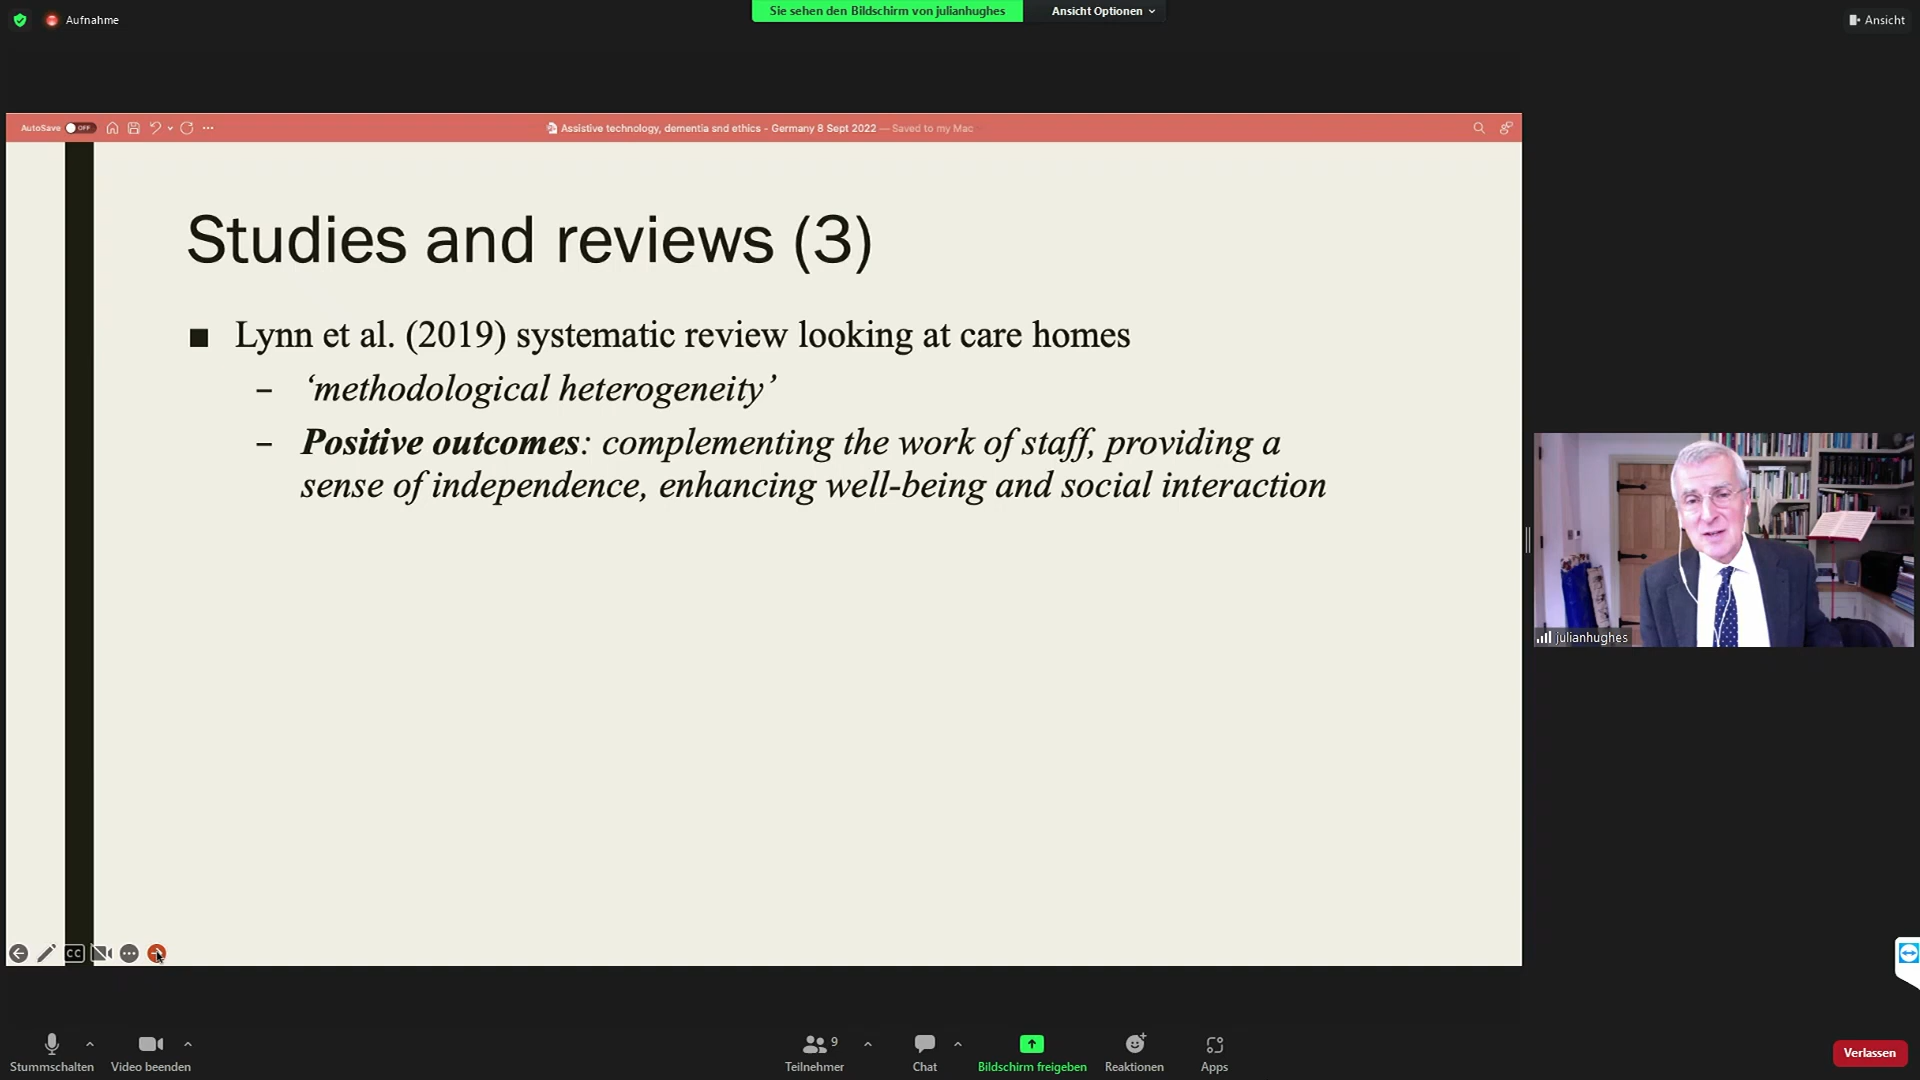 Aufnahme
Sie sehen den Bildschirm von julianhughes
Ansicht Optionen
Ansicht
AutoSave OFF
Assistive technology, dementia snd ethics - Germany 8 Sept 2022 — Saved to my Mac
Studies and reviews (3)
■ Lynn et al. (2019) systematic review looking at care homes
– ‘methodological heterogeneity’
– Positive outcomes: complementing the work of staff, providing a
sense of independence, enhancing well-being and social interaction
julianhughes
CC
Stummschalten
Video beenden
9
Teilnehmer
Chat
Bildschirm freigeben
Reaktionen
Apps
Verlassen